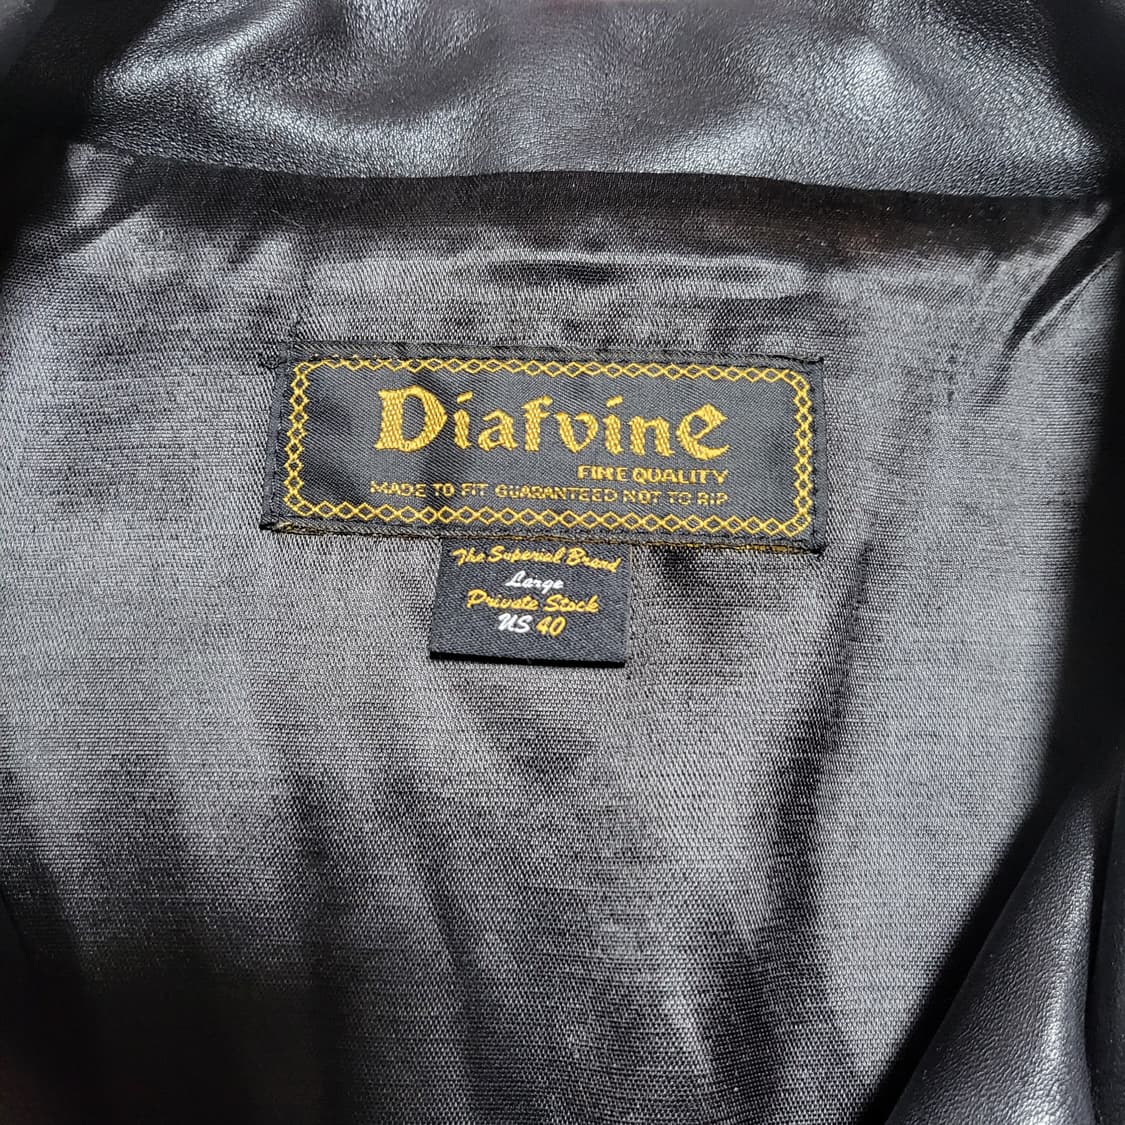 Diafvine
FINE QUALITY
MADE TO FIT GUARANTEED NOT TO RIP
The Superial Brand
Large
Private Stock
US 40